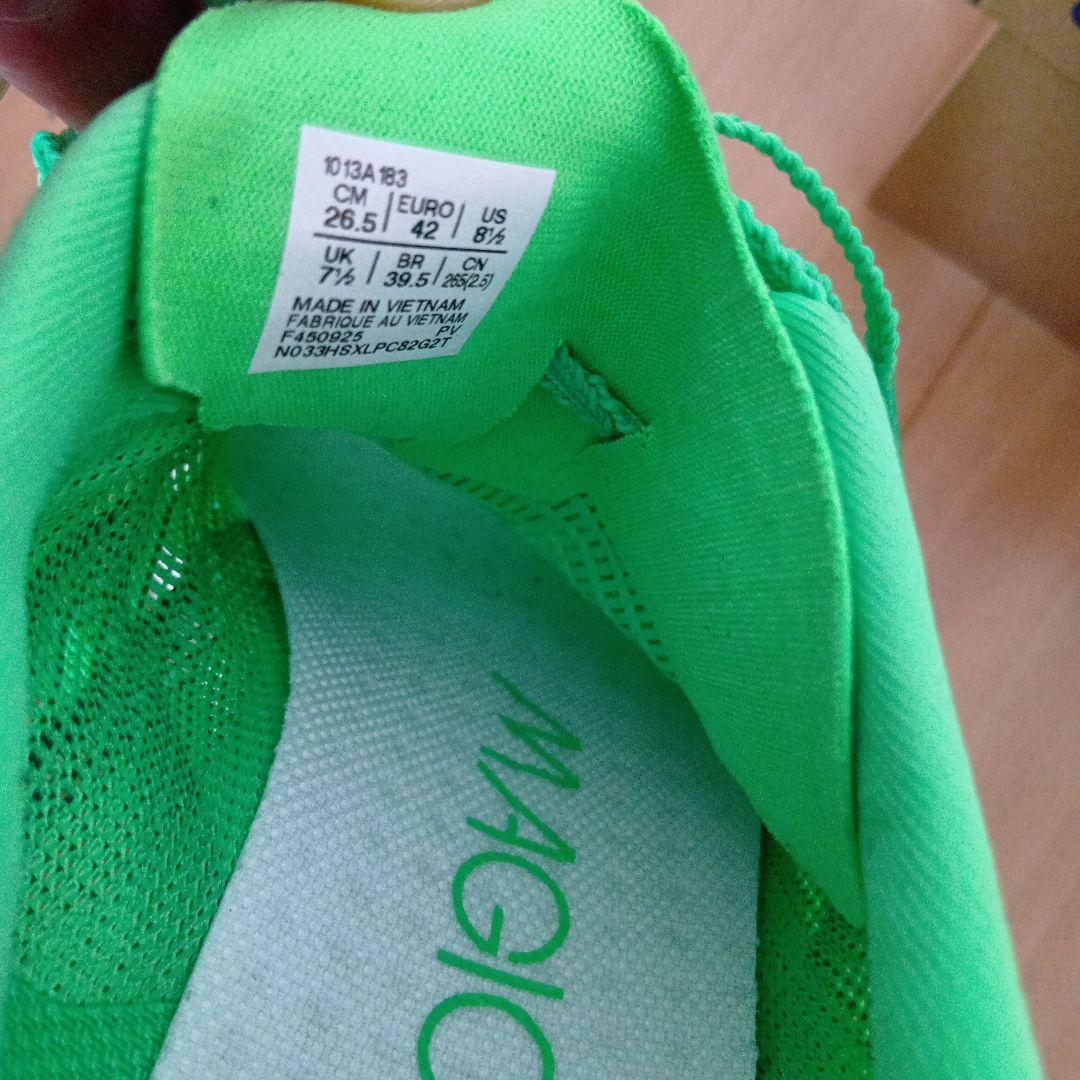 1013A183
CM 26.5 / EURO 42 / US 8½
UK 7½ / BR 39.5 / CN 265(2.5)
MADE IN VIETNAM
FABRIQUE AU VIETNAM
F450925 PV
N033HSXLPC82G2T
MAGIC